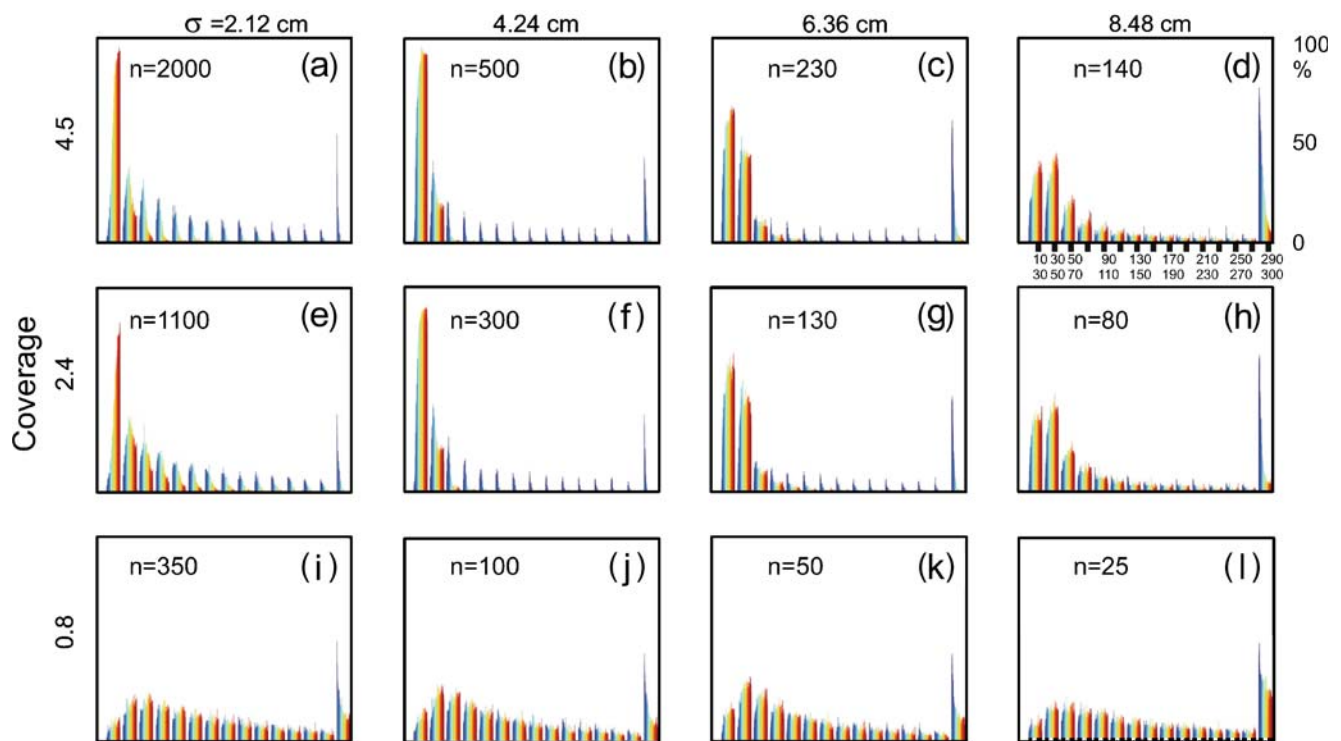 σ =2.12 cm 4.24 cm 6.36 cm 8.48 cm
4.5
n=2000 (a)
n=500 (b)
n=230 (c)
n=140 (d)
100
%
50
0
10 30 50 90 130 170 210 250 290
30 50 70 110 150 190 230 270 300
Coverage
2.4
n=1100 (e)
n=300 (f)
n=130 (g)
n=80 (h)
0.8
n=350 (i)
n=100 (j)
n=50 (k)
n=25 (l)